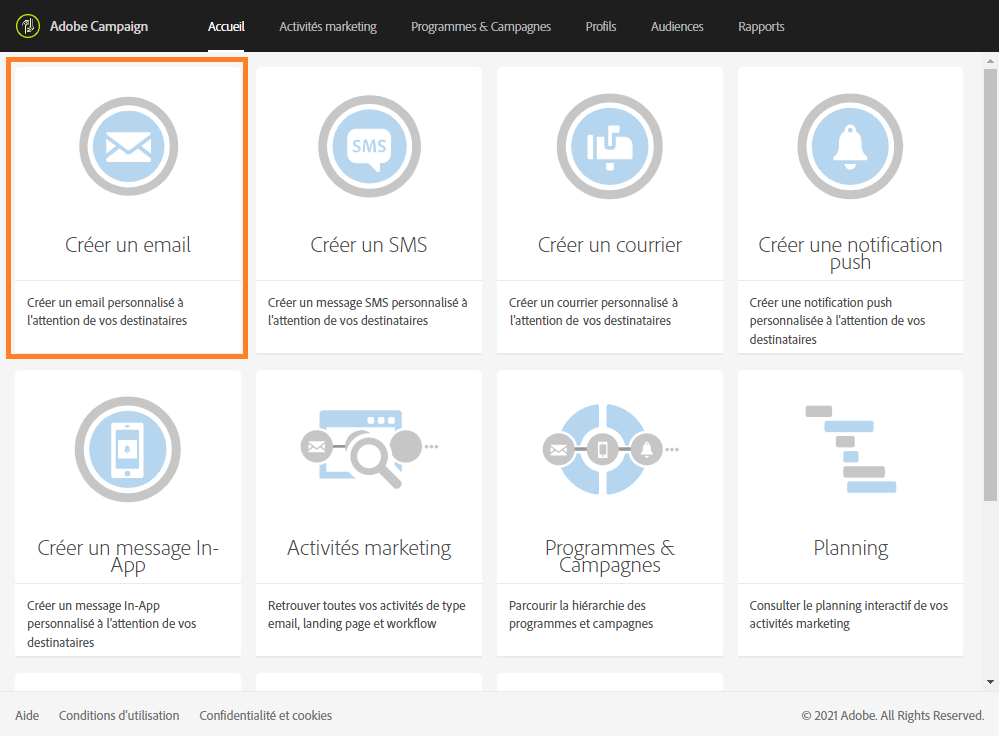 Adobe Campaign Accueil Activités marketing Programmes & Campagnes Profils Audiences Rapports
SMS
Créer un email
Créer un email personnalisé à
l'attention de vos destinataires
Créer un SMS
Créer un message SMS personnalisé à
l'attention de vos destinataires
Créer un courrier
Créer un courrier personnalisé à
l'attention de vos destinataires
Créer une notification
push
Créer une notification push
personnalisée à l'attention de vos
destinataires
Créer un message In-
App
Créer un message In-App
personnalisé à l'attention de vos
destinataires
Activités marketing
Retrouver toutes vos activités de type
email, landing page et workflow
Programmes &
Campagnes
Parcourir la hiérarchie des
programmes et campagnes
Planning
Consulter le planning interactif de vos
activités marketing
Aide Conditions d'utilisation Confidentialité et cookies © 2021 Adobe. All Rights Reserved.